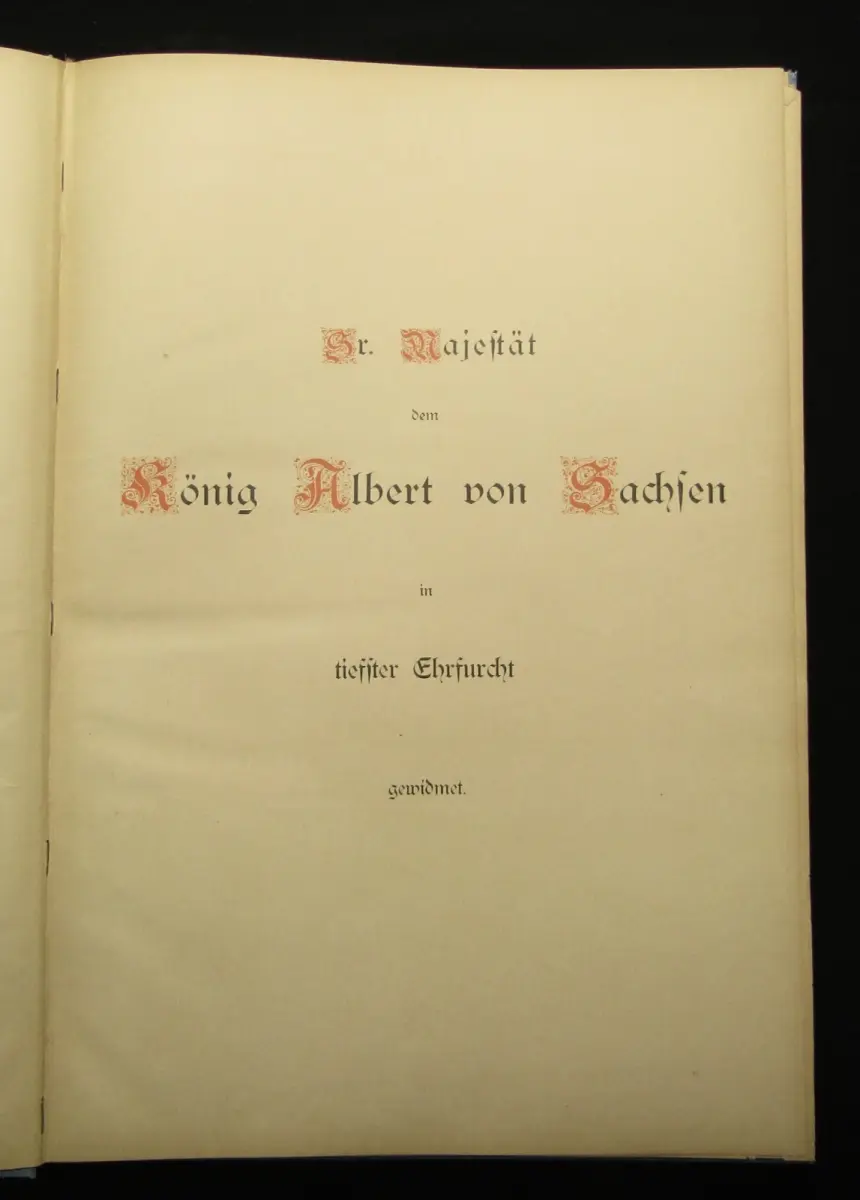 Sr. Majeſtät
dem
König Albert von Sachſen
in
tiefſter Ehrfurcht
gewidmet.